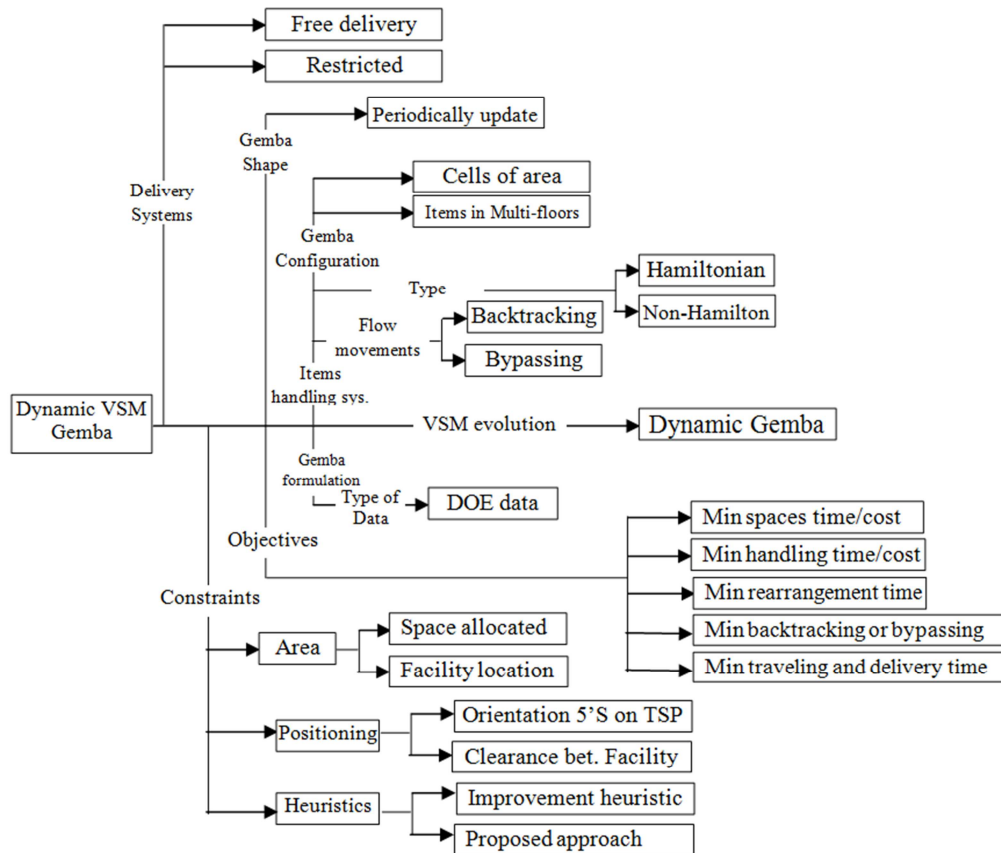 Free delivery
Restricted
Periodically update
Gemba
Shape
Cells of area
Items in Multi-floors
Delivery
Systems
Gemba
Configuration
Hamiltonian
Type
Non-Hamilton
Backtracking
Flow
movements
Bypassing
Items
handling sys.
Dynamic VSM
Gemba
VSM evolution
Dynamic Gemba
Gemba
formulation
Type of
Data
DOE data
Objectives
Min spaces time/cost
Min handling time/cost
Min rearrangement time
Min backtracking or bypassing
Min traveling and delivery time
Constraints
Area
Space allocated
Facility location
Positioning
Orientation 5’S on TSP
Clearance bet. Facility
Heuristics
Improvement heuristic
Proposed approach